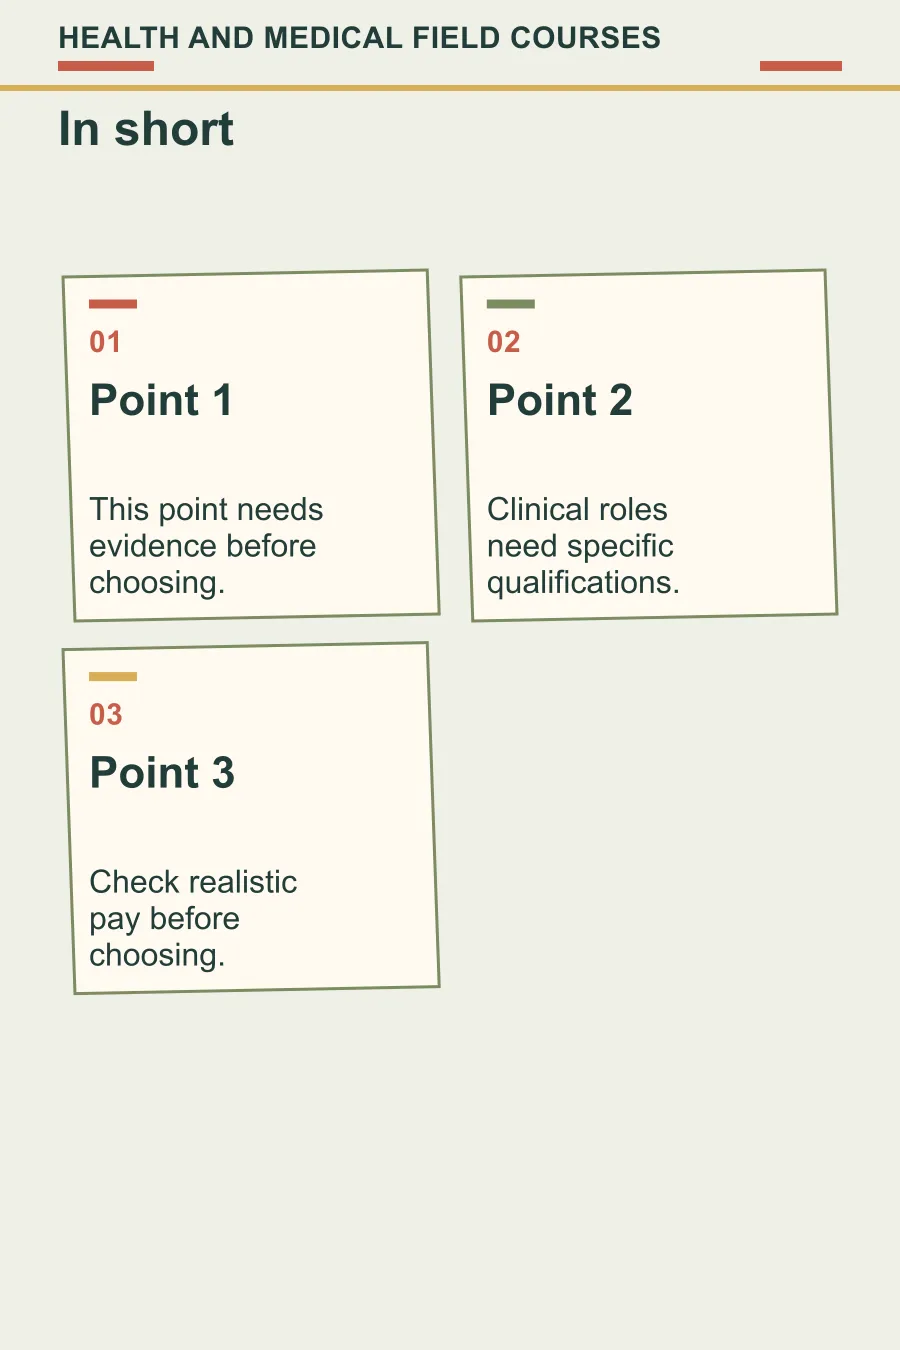 HEALTH AND MEDICAL FIELD COURSES
In short
01
Point 1
This point needs
evidence before
choosing.
02
Point 2
Clinical roles
need specific
qualifications.
03
Point 3
Check realistic
pay before
choosing.